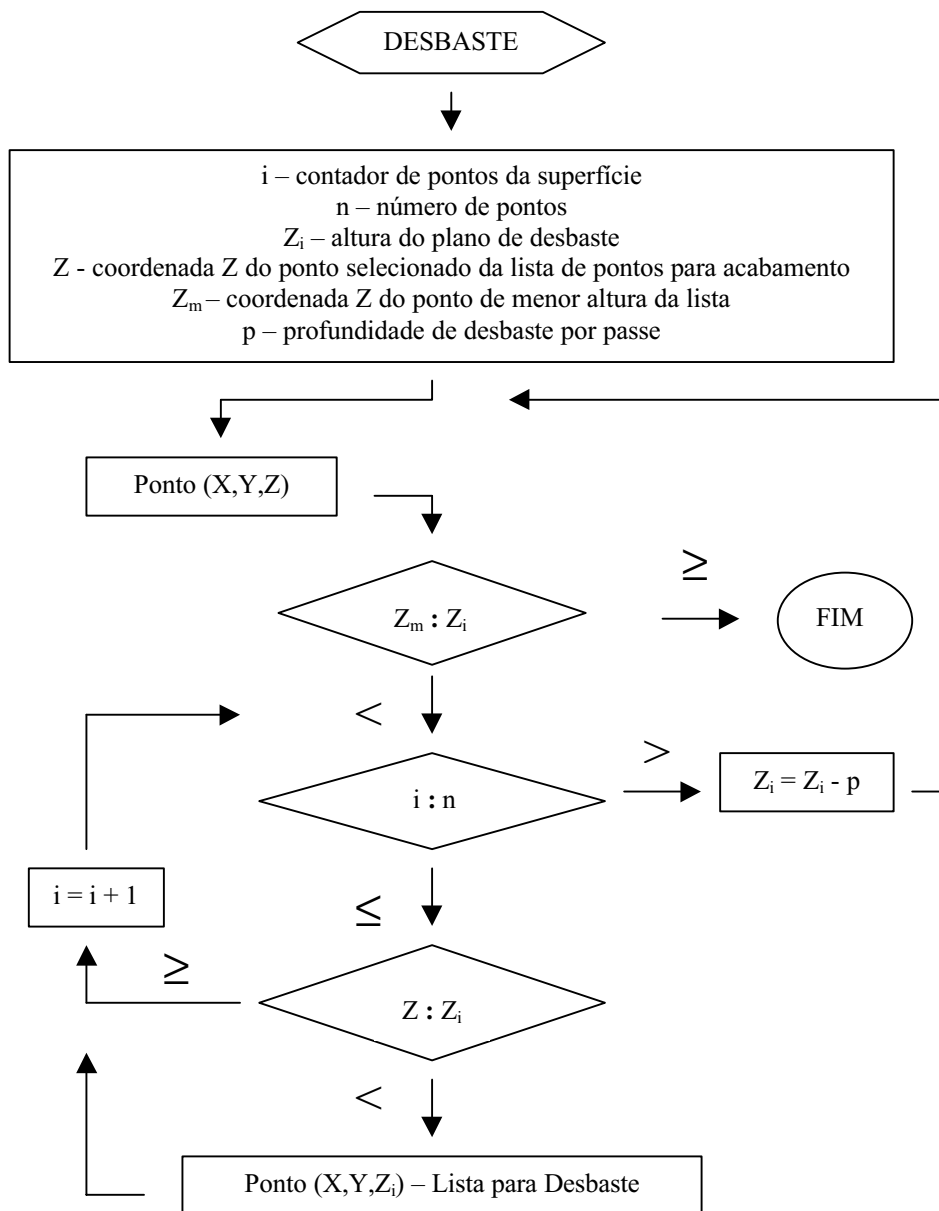 DESBASTE
i – contador de pontos da superfície
n – número de pontos
Zᵢ – altura do plano de desbaste
Z - coordenada Z do ponto selecionado da lista de pontos para acabamento
Zₘ – coordenada Z do ponto de menor altura da lista
p – profundidade de desbaste por passe
Ponto (X,Y,Z)
Zₘ : Zᵢ
≥
FIM
<
i : n
>
Zᵢ = Zᵢ - p
i = i + 1
≤
≥
Z : Zᵢ
<
Ponto (X,Y,Zᵢ) – Lista para Desbaste